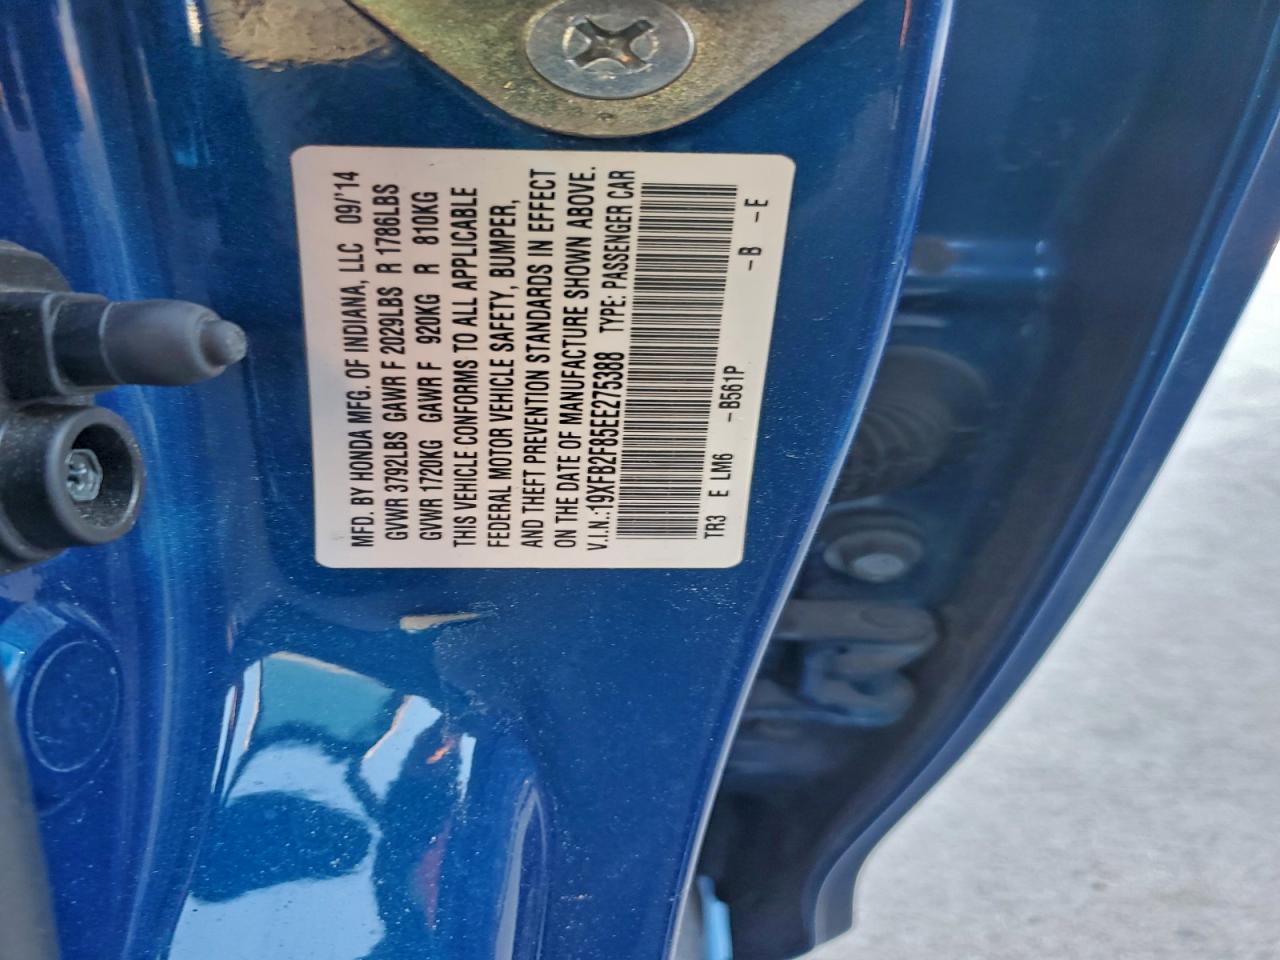 MFD. BY HONDA MFG. OF INDIANA, LLC 09/'14
GVWR 3792LBS GAWR F 2029LBS R 1786LBS
GVWR 1720KG GAWR F 920KG R 810KG
THIS VEHICLE CONFORMS TO ALL APPLICABLE
FEDERAL MOTOR VEHICLE SAFETY, BUMPER,
AND THEFT PREVENTION STANDARDS IN EFFECT
ON THE DATE OF MANUFACTURE SHOWN ABOVE.
V.I.N.:19XFB2F85EE275388 TYPE: PASSENGER CAR
TR3 E LM6 -B561P -B -E